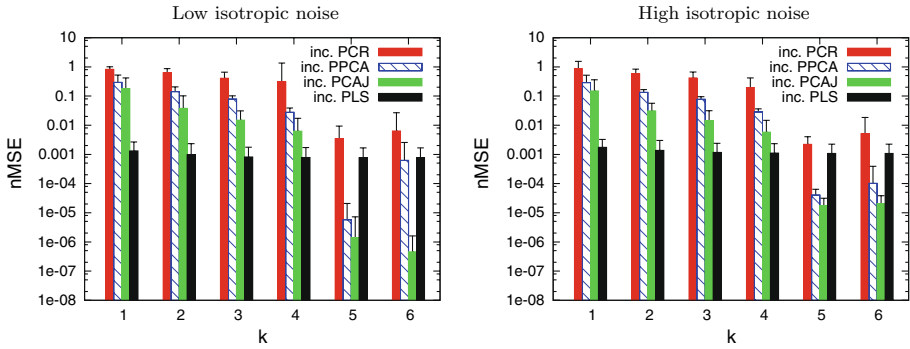 Low isotropic noise
10
1
0.1
0.01
0.001
1e-04
1e-05
1e-06
1e-07
1e-08
nMSE
inc. PCR
inc. PPCA
inc. PCAJ
inc. PLS
1 2 3 4 5 6
k
High isotropic noise
10
1
0.1
0.01
0.001
1e-04
1e-05
1e-06
1e-07
1e-08
nMSE
inc. PCR
inc. PPCA
inc. PCAJ
inc. PLS
1 2 3 4 5 6
k